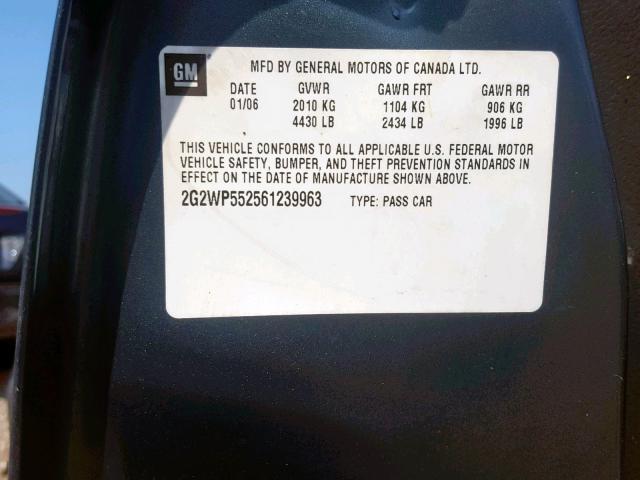 GM
MFD BY GENERAL MOTORS OF CANADA LTD.
DATE GVWR GAWR FRT GAWR RR
01/06 2010 KG 1104 KG 906 KG
4430 LB 2434 LB 1996 LB
THIS VEHICLE CONFORMS TO ALL APPLICABLE U.S. FEDERAL MOTOR
VEHICLE SAFETY, BUMPER, AND THEFT PREVENTION STANDARDS IN
EFFECT ON THE DATE OF MANUFACTURE SHOWN ABOVE.
2G2WP552561239963 TYPE: PASS CAR